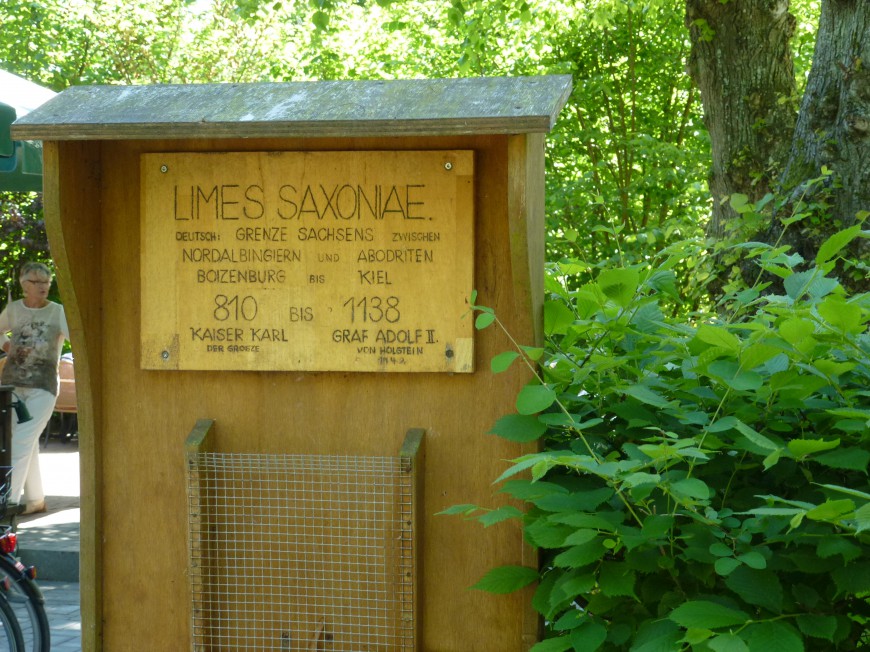 LIMES SAXONIAE.
DEUTSCH: GRENZE SACHSENS ZWISCHEN
NORDALBINGIERN UND ABODRITEN
BOIZENBURG BIS KIEL
810 BIS 1138
KAISER KARL GRAF ADOLF II.
DER GROßE VON HOLSTEIN
1142